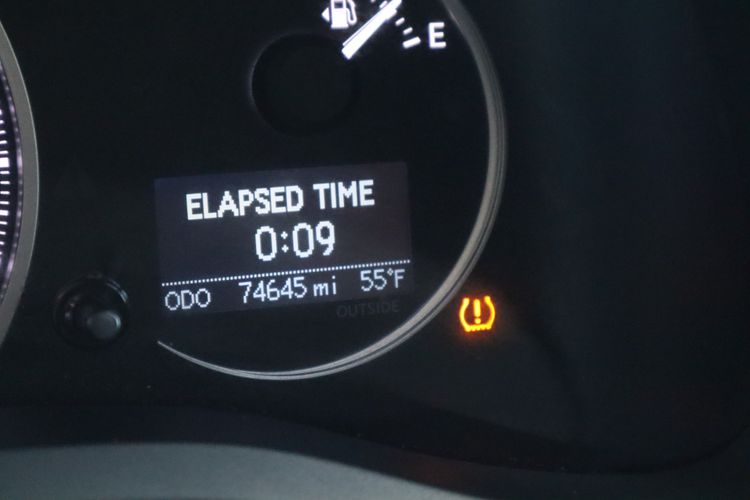 E
ELAPSED TIME
0:09
ODO 74645 mi 55°F
OUTSIDE